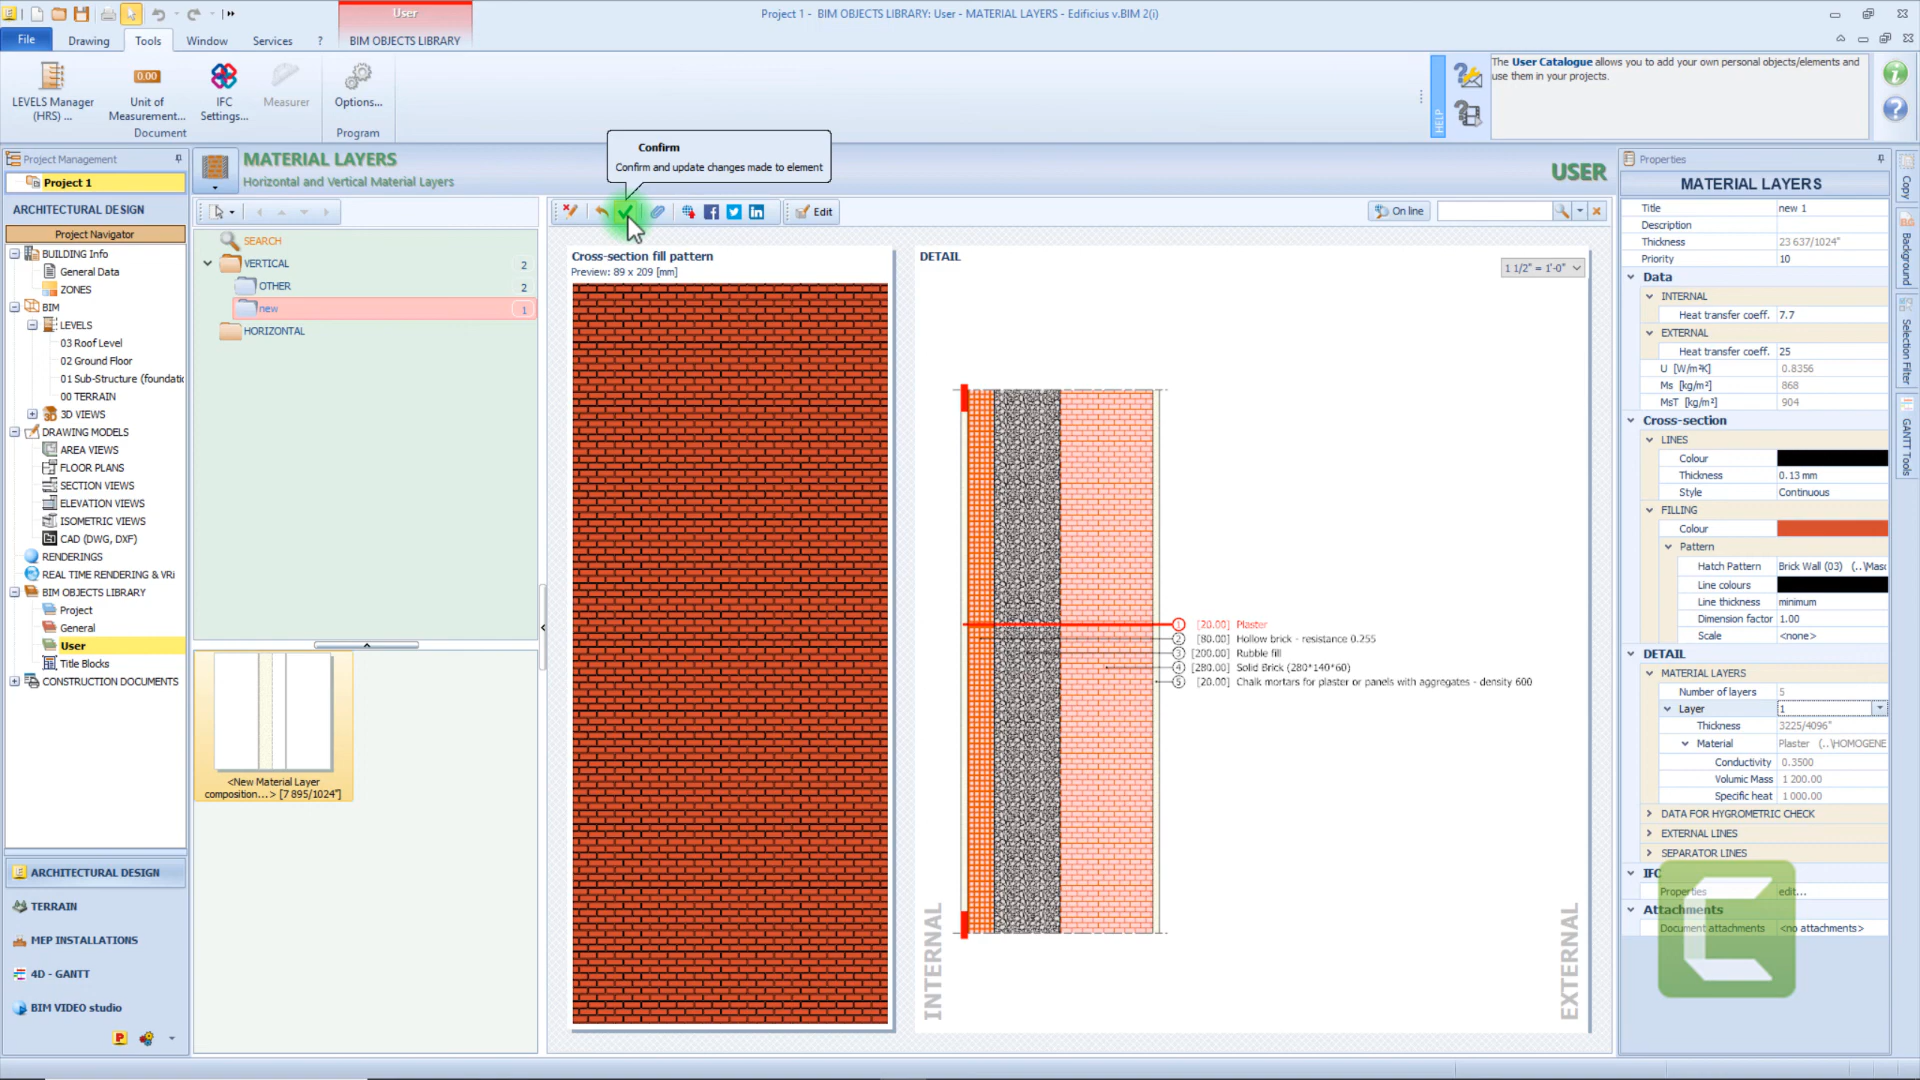 Project 1 - BIM OBJECTS LIBRARY: User - MATERIAL LAYERS - Edificius v.BIM 2(i)
User
File
Drawing
Tools
Window
Services
?
BIM OBJECTS LIBRARY
LEVELS Manager
(HRS) ...
0.00
Unit of
Measurement...
IFC
Settings...
Measurer
Options...
Document
Program
HELP
The User Catalogue allows you to add your own personal objects/elements and
use them in your projects.
Confirm
Confirm and update changes made to element
Project Management
Project 1
ARCHITECTURAL DESIGN
Project Navigator
BUILDING Info
General Data
ZONES
BIM
LEVELS
03 Roof Level
02 Ground Floor
01 Sub-Structure (foundatic
00 TERRAIN
3D VIEWS
DRAWING MODELS
AREA VIEWS
FLOOR PLANS
SECTION VIEWS
ELEVATION VIEWS
ISOMETRIC VIEWS
CAD (DWG, DXF)
RENDERINGS
REAL TIME RENDERING & VRi
BIM OBJECTS LIBRARY
Project
General
User
Title Blocks
CONSTRUCTION DOCUMENTS
ARCHITECTURAL DESIGN
TERRAIN
MEP INSTALLATIONS
4D - GANTT
BIM VIDEO studio
MATERIAL LAYERS
Horizontal and Vertical Material Layers
USER
SEARCH
VERTICAL 2
OTHER 2
new 1
HORIZONTAL
<New Material Layer
composition...> [7 895/1024"]
Edit
On line
Cross-section fill pattern
Preview: 89 x 209 [mm]
DETAIL
1 1/2" = 1'-0"
1 [20.00] Plaster
2 [80.00] Hollow brick - resistance 0.255
3 [200.00] Rubble fill
4 [280.00] Solid Brick (280*140*60)
5 [20.00] Chalk mortars for plaster or panels with aggregates - density 600
INTERNAL
EXTERNAL
Properties
MATERIAL LAYERS
Title new 1
Description
Thickness 23 637/1024"
Priority 10
Data
INTERNAL
Heat transfer coeff. 7.7
EXTERNAL
Heat transfer coeff. 25
U [W/m²K] 0.8356
Ms [kg/m²] 868
MsT [kg/m²] 904
Cross-section
LINES
Colour
Thickness 0.13 mm
Style Continuous
FILLING
Colour
Pattern
Hatch Pattern Brick Wall (03) (..\Masc
Line colours
Line thickness minimum
Dimension factor 1.00
Scale <none>
DETAIL
MATERIAL LAYERS
Number of layers 5
Layer 1
Thickness 3225/4096"
Material Plaster (..\HOMOGENE
Conductivity 0.3500
Volumic Mass 1 200.00
Specific heat 1 000.00
DATA FOR HYGROMETRIC CHECK
EXTERNAL LINES
SEPARATOR LINES
IFC
Properties edit...
Attachments
Document attachments <no attachments>
Copy
Background
Selection Filter
GANTT Tools